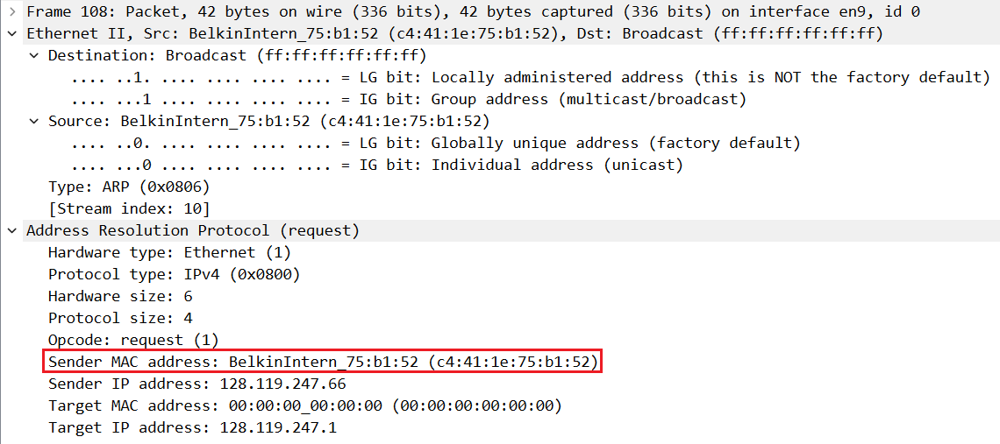 Frame 108: Packet, 42 bytes on wire (336 bits), 42 bytes captured (336 bits) on interface en9, id 0
Ethernet II, Src: BelkinIntern_75:b1:52 (c4:41:1e:75:b1:52), Dst: Broadcast (ff:ff:ff:ff:ff:ff)
Destination: Broadcast (ff:ff:ff:ff:ff:ff)
.... ..1. .... .... .... .... = LG bit: Locally administered address (this is NOT the factory default)
.... ...1 .... .... .... .... = IG bit: Group address (multicast/broadcast)
Source: BelkinIntern_75:b1:52 (c4:41:1e:75:b1:52)
.... ..0. .... .... .... .... = LG bit: Globally unique address (factory default)
.... ...0 .... .... .... .... = IG bit: Individual address (unicast)
Type: ARP (0x0806)
[Stream index: 10]
Address Resolution Protocol (request)
Hardware type: Ethernet (1)
Protocol type: IPv4 (0x0800)
Hardware size: 6
Protocol size: 4
Opcode: request (1)
Sender MAC address: BelkinIntern_75:b1:52 (c4:41:1e:75:b1:52)
Sender IP address: 128.119.247.66
Target MAC address: 00:00:00_00:00:00 (00:00:00:00:00:00)
Target IP address: 128.119.247.1